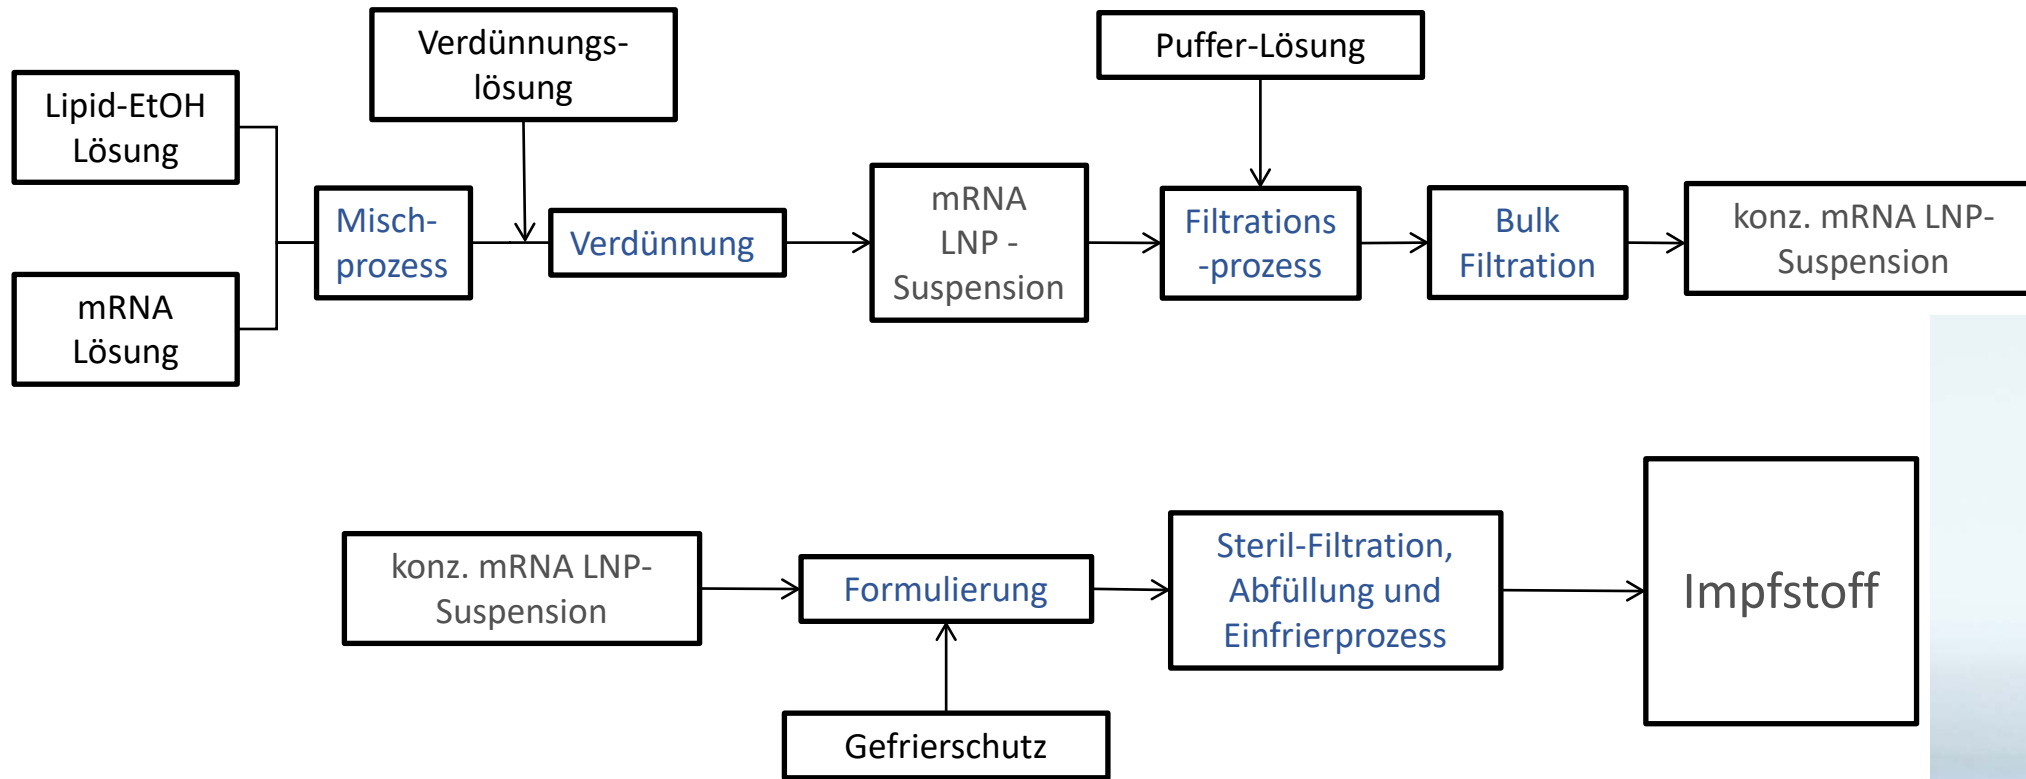 Verdünnungs-
lösung
Puffer-Lösung
Lipid-EtOH
Lösung
mRNA
Lösung
Misch-
prozess
Verdünnung
mRNA
LNP -
Suspension
Filtrations
-prozess
Bulk
Filtration
konz. mRNA LNP-
Suspension
konz. mRNA LNP-
Suspension
Formulierung
Steril-Filtration,
Abfüllung und
Einfrierprozess
Impfstoff
Gefrierschutz